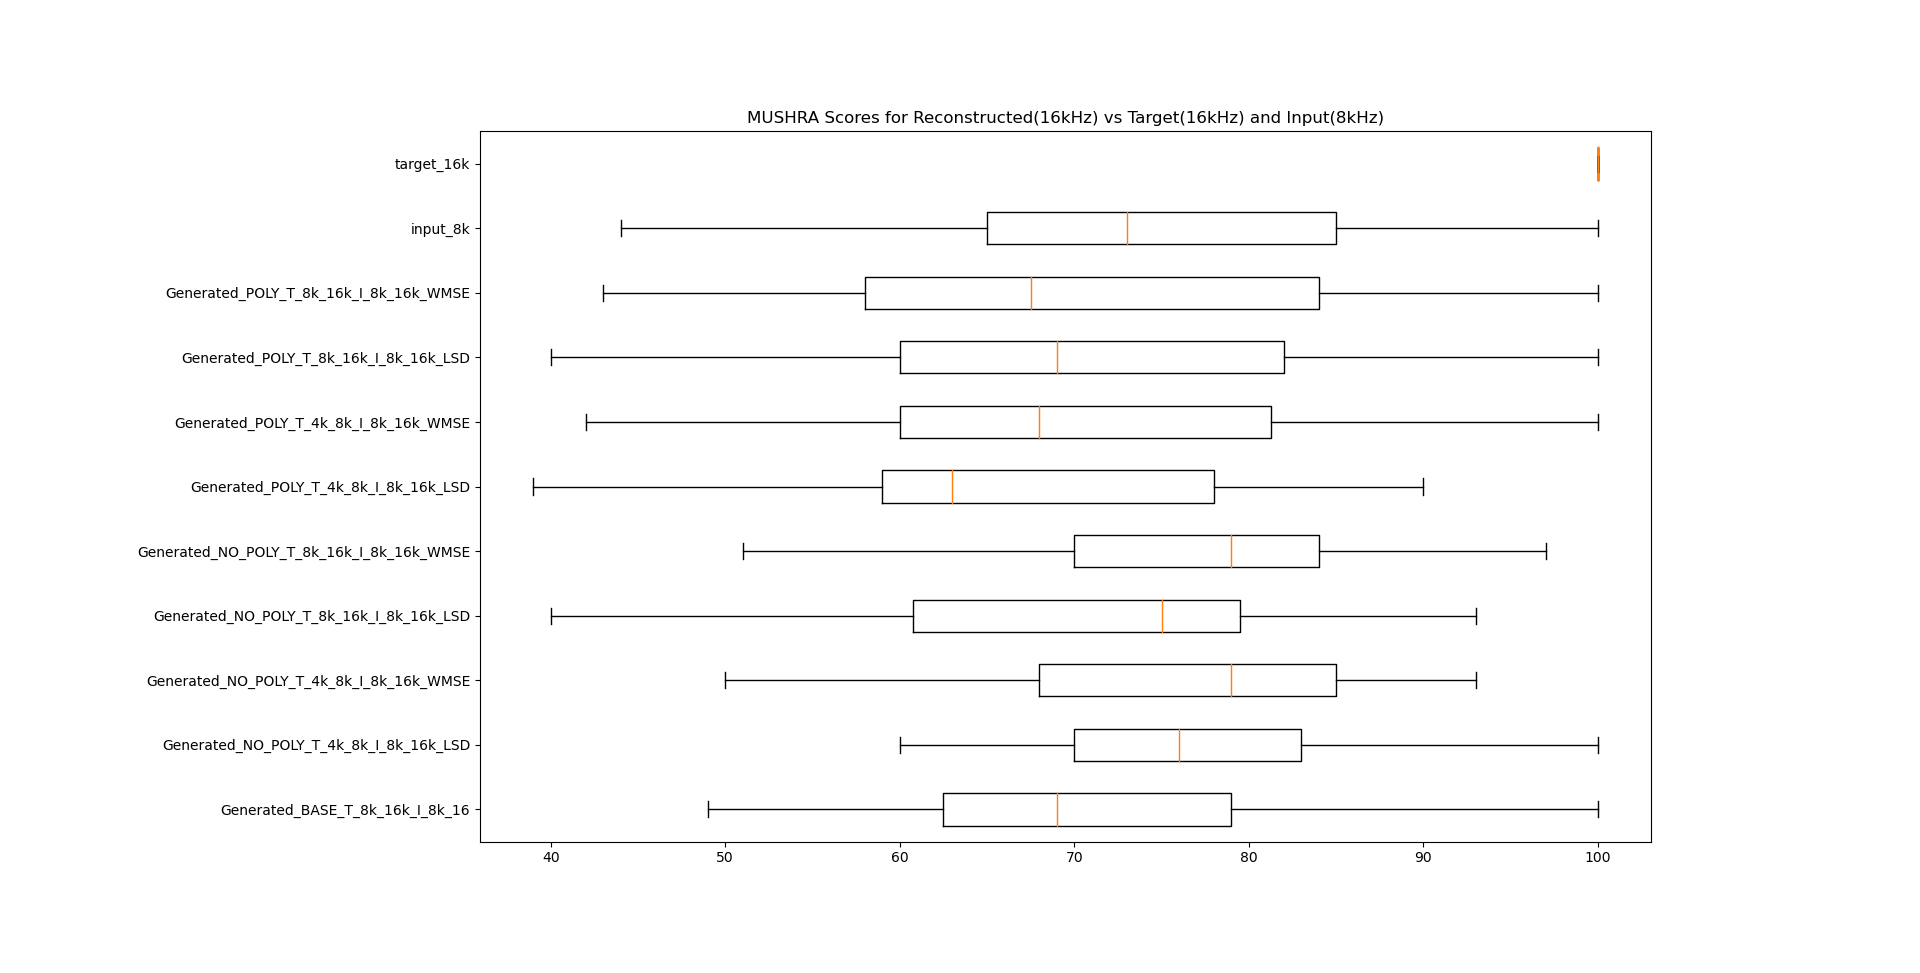 MUSHRA Scores for Reconstructed(16kHz) vs Target(16kHz) and Input(8kHz)
target_16k
input_8k
Generated_POLY_T_8k_16k_I_8k_16k_WMSE
Generated_POLY_T_8k_16k_I_8k_16k_LSD
Generated_POLY_T_4k_8k_I_8k_16k_WMSE
Generated_POLY_T_4k_8k_I_8k_16k_LSD
Generated_NO_POLY_T_8k_16k_I_8k_16k_WMSE
Generated_NO_POLY_T_8k_16k_I_8k_16k_LSD
Generated_NO_POLY_T_4k_8k_I_8k_16k_WMSE
Generated_NO_POLY_T_4k_8k_I_8k_16k_LSD
Generated_BASE_T_8k_16k_I_8k_16
40 50 60 70 80 90 100